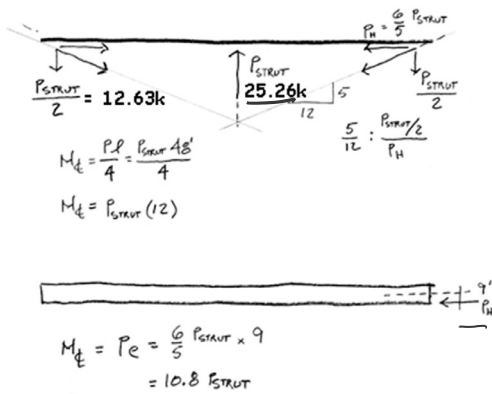 P_H = 6/5 P_STRUT
P_STRUT/2 = 12.63k
P_STRUT
25.26k
5
12
P_STRUT/2
5/12 : P_STRUT/2 / P_H
M_℄ = Pl/4 = P_STRUT 48'/4
M_℄ = P_STRUT (12)
9"
P_H
M_℄ = Pe = 6/5 P_STRUT × 9
= 10.8 P_STRUT